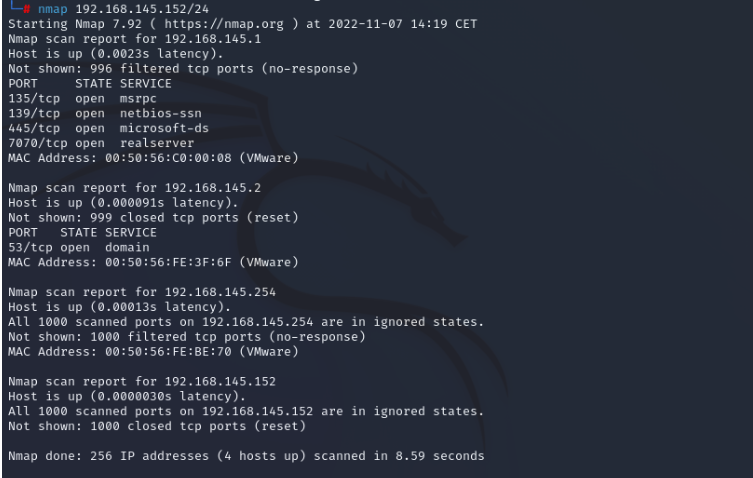 # nmap 192.168.145.152/24
Starting Nmap 7.92 ( https://nmap.org ) at 2022-11-07 14:19 CET
Nmap scan report for 192.168.145.1
Host is up (0.0023s latency).
Not shown: 996 filtered tcp ports (no-response)
PORT     STATE SERVICE
135/tcp  open  msrpc
139/tcp  open  netbios-ssn
445/tcp  open  microsoft-ds
7070/tcp open  realserver
MAC Address: 00:50:56:C0:00:08 (VMware)

Nmap scan report for 192.168.145.2
Host is up (0.000091s latency).
Not shown: 999 closed tcp ports (reset)
PORT   STATE SERVICE
53/tcp open  domain
MAC Address: 00:50:56:FE:3F:6F (VMware)

Nmap scan report for 192.168.145.254
Host is up (0.00013s latency).
All 1000 scanned ports on 192.168.145.254 are in ignored states.
Not shown: 1000 filtered tcp ports (no-response)
MAC Address: 00:50:56:FE:BE:70 (VMware)

Nmap scan report for 192.168.145.152
Host is up (0.0000030s latency).
All 1000 scanned ports on 192.168.145.152 are in ignored states.
Not shown: 1000 closed tcp ports (reset)

Nmap done: 256 IP addresses (4 hosts up) scanned in 8.59 seconds